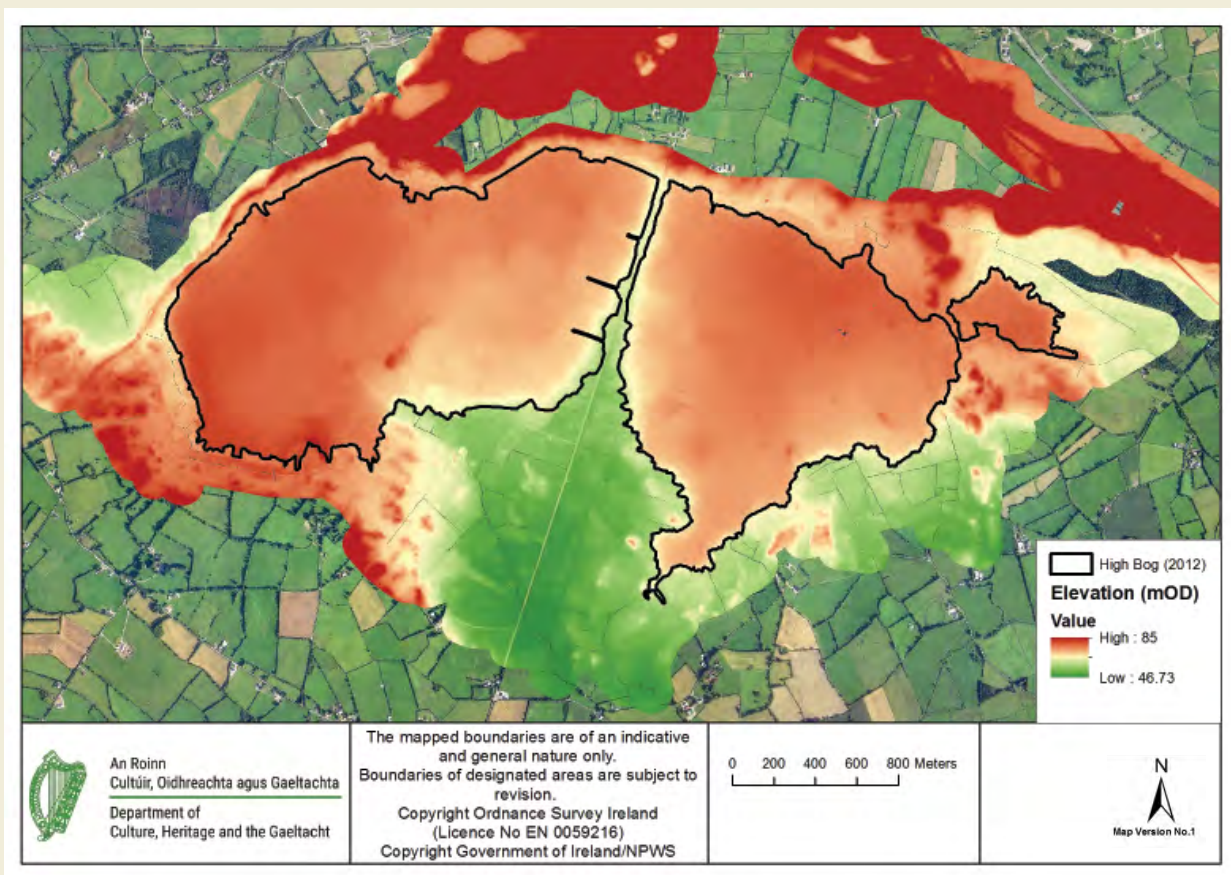 High Bog (2012)
Elevation (mOD)
Value
High : 85
Low : 46.73
An Roinn
Cultúir, Oidhreachta agus Gaeltachta
Department of
Culture, Heritage and the Gaeltacht
The mapped boundaries are of an indicative
and general nature only.
Boundaries of designated areas are subject to
revision.
Copyright Ordnance Survey Ireland
(Licence No EN 0059216)
Copyright Government of Ireland/NPWS
0 200 400 600 800 Meters
N
Map Version No.1